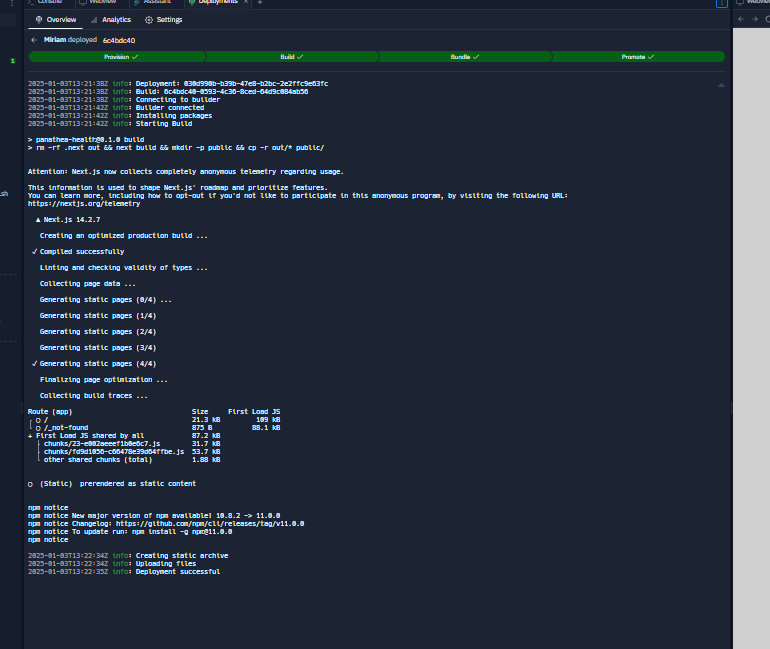 Console Webview Assistant Deployments × +
Overview Analytics Settings
← Miriam deployed 6c4bdc40
Provision ✓ Build ✓ Bundle ✓ Promote ✓
1
2025-01-03T13:21:38Z info: Deployment: 030d990b-b39b-47e8-b2bc-2e2ffc9e63fc
2025-01-03T13:21:38Z info: Build: 6c4bdc40-0593-4c36-8ced-64d9c084ab56
2025-01-03T13:21:38Z info: Connecting to builder
2025-01-03T13:21:42Z info: Builder connected
2025-01-03T13:21:42Z info: Installing packages
2025-01-03T13:21:42Z info: Starting Build
> panathea-health@0.1.0 build
> rm -rf .next out && next build && mkdir -p public && cp -r out/* public/
Attention: Next.js now collects completely anonymous telemetry regarding usage.
This information is used to shape Next.js' roadmap and prioritize features.
You can learn more, including how to opt-out if you'd not like to participate in this anonymous program, by visiting the following URL:
https://nextjs.org/telemetry
▲ Next.js 14.2.7
Creating an optimized production build ...
✓ Compiled successfully
Linting and checking validity of types ...
Collecting page data ...
Generating static pages (0/4) ...
Generating static pages (1/4)
Generating static pages (2/4)
Generating static pages (3/4)
✓ Generating static pages (4/4)
Finalizing page optimization ...
Collecting build traces ...
Route (app) Size First Load JS
┌ ○ / 21.3 kB 109 kB
└ ○ /_not-found 875 B 88.1 kB
+ First Load JS shared by all 87.2 kB
├ chunks/23-e002aeeef1b0e6c7.js 31.7 kB
├ chunks/fd9d1056-c66478e39d64ffbe.js 53.7 kB
└ other shared chunks (total) 1.88 kB
○ (Static) prerendered as static content
npm notice
npm notice New major version of npm available! 10.8.2 -> 11.0.0
npm notice Changelog: https://github.com/npm/cli/releases/tag/v11.0.0
npm notice To update run: npm install -g npm@11.0.0
npm notice
2025-01-03T13:22:34Z info: Creating static archive
2025-01-03T13:22:34Z info: Uploading files
2025-01-03T13:22:35Z info: Deployment successful